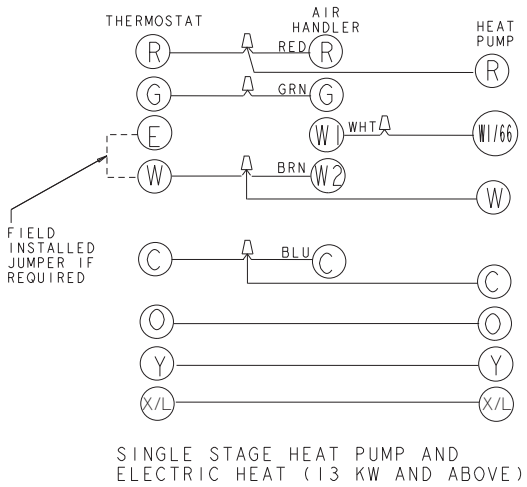 THERMOSTAT
AIR
HANDLER
HEAT
PUMP
R RED R
R
G GRN G
E W1 WHT W1/66
W BRN W2
W
FIELD
INSTALLED
JUMPER IF
REQUIRED
C BLU C
C
O O
Y Y
X/L X/L
SINGLE STAGE HEAT PUMP AND
ELECTRIC HEAT (13 KW AND ABOVE)